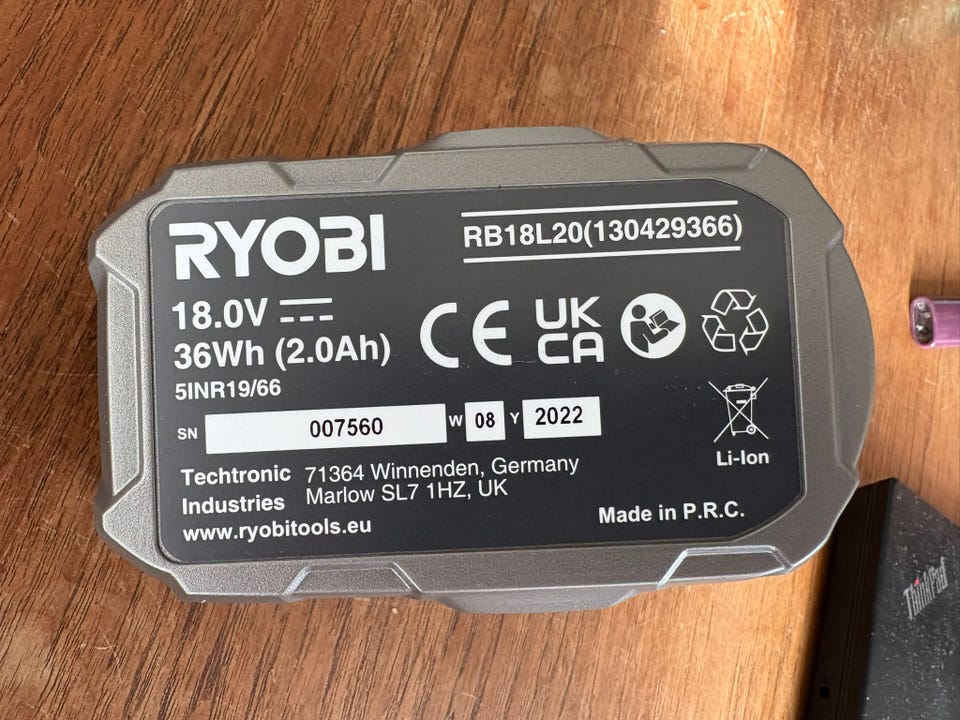 RYOBI
RB18L20(130429366)
18.0V
36Wh (2.0Ah)
5INR19/66
CE
UK
CA
SN 007560 W 08 Y 2022
Li-Ion
Techtronic 71364 Winnenden, Germany
Industries Marlow SL7 1HZ, UK
www.ryobitools.eu
Made in P.R.C.
ThinkPad